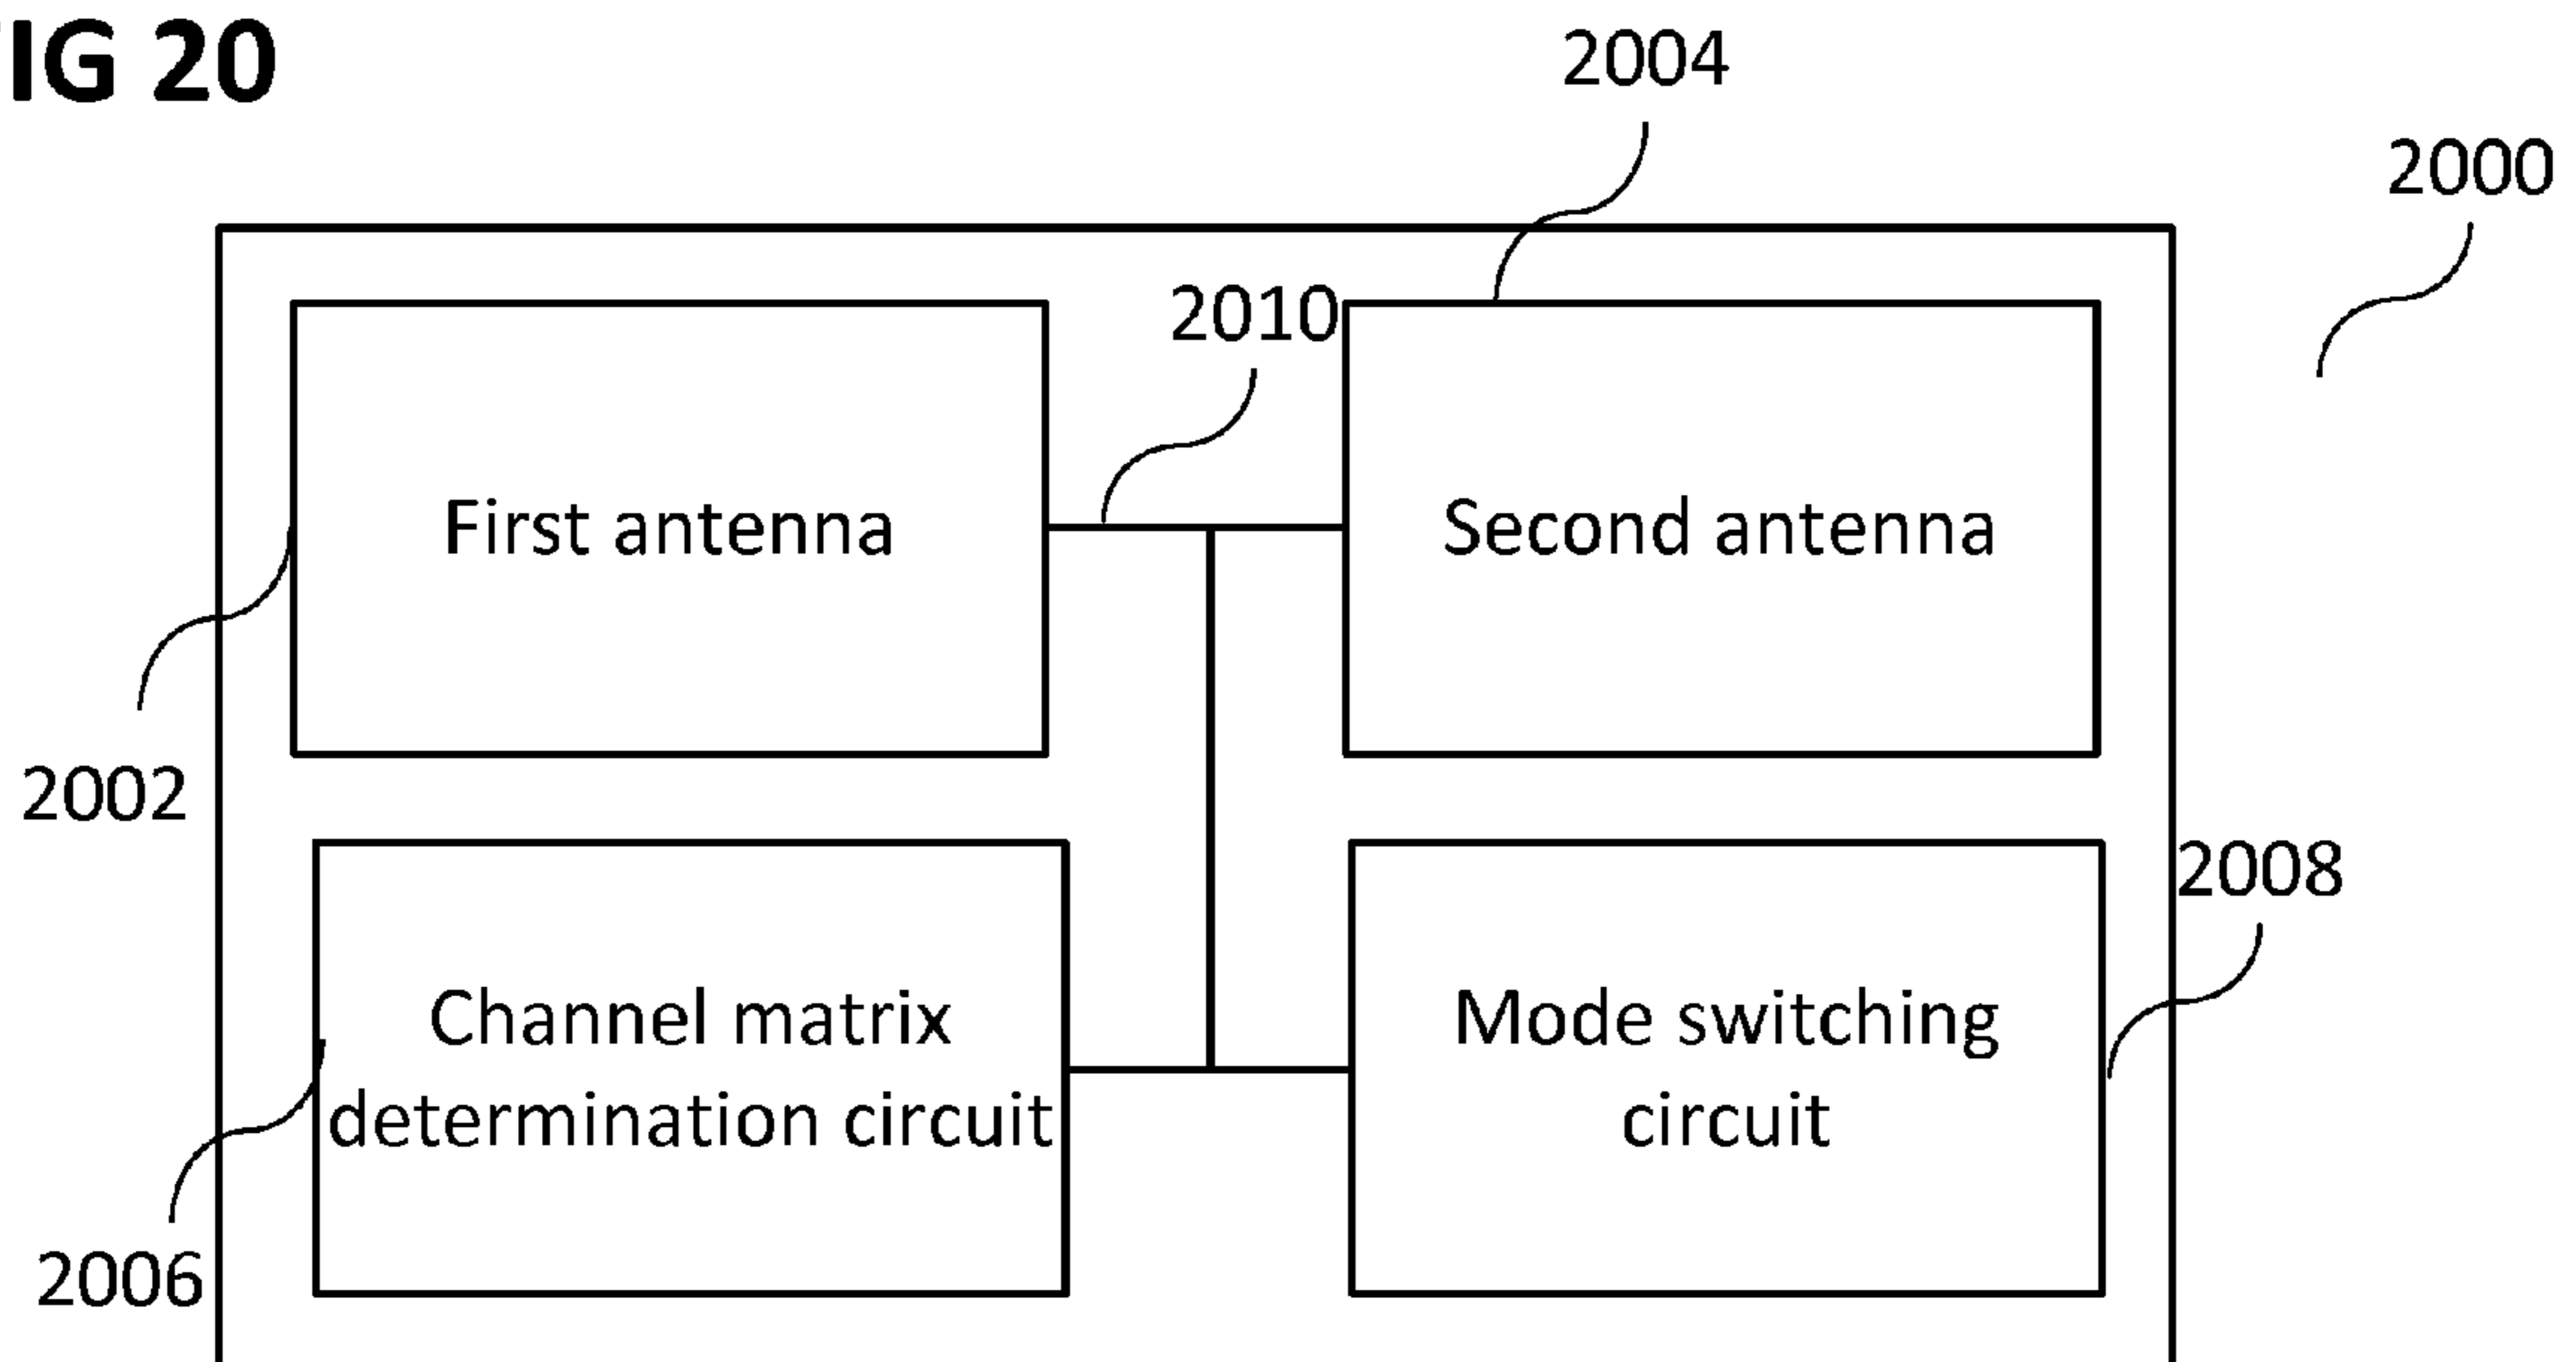 IG 20
2004
2000
2010
First antenna
Second antenna
2002
2008
Channel matrix
determination circuit
Mode switching
circuit
2006